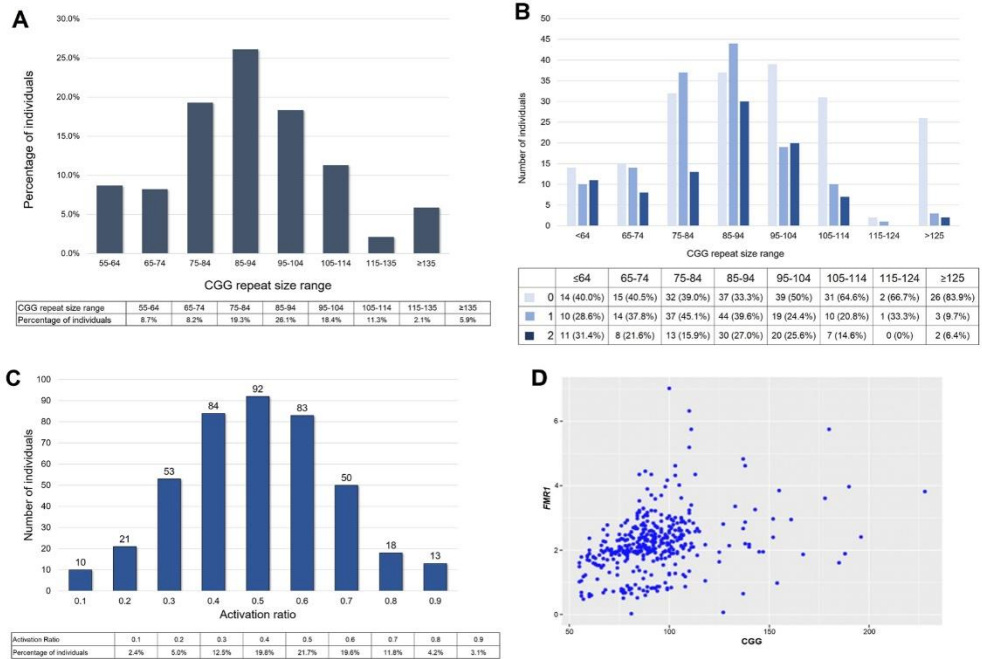 A
30.0%
25.0%
20.0%
15.0%
10.0%
5.0%
0.0%
Percentage of individuals
55-64 65-74 75-84 85-94 95-104 105-114 115-135 ≥135
CGG repeat size range
CGG repeat size range 55-64 65-74 75-84 85-94 95-104 105-114 115-135 ≥135
Percentage of individuals 8.7% 8.2% 19.3% 26.1% 18.4% 11.3% 2.1% 5.9%
B
50
45
40
35
30
25
20
15
10
5
0
Number of individuals
<64 65-74 75-84 85-94 95-104 105-114 115-124 >125
CGG repeat size range
≤64 65-74 75-84 85-94 95-104 105-114 115-124 ≥125
0 14 (40.0%) 15 (40.5%) 32 (39.0%) 37 (33.3%) 39 (50%) 31 (64.6%) 2 (66.7%) 26 (83.9%)
1 10 (28.6%) 14 (37.8%) 37 (45.1%) 44 (39.6%) 19 (24.4%) 10 (20.8%) 1 (33.3%) 3 (9.7%)
2 11 (31.4%) 8 (21.6%) 13 (15.9%) 30 (27.0%) 20 (25.6%) 7 (14.6%) 0 (0%) 2 (6.4%)
C
100
90
80
70
60
50
40
30
20
10
0
Number of individuals
10 21 53 84 92 83 50 18 13
0.1 0.2 0.3 0.4 0.5 0.6 0.7 0.8 0.9
Activation ratio
Activation Ratio 0.1 0.2 0.3 0.4 0.5 0.6 0.7 0.8 0.9
Percentage of individuals 2.4% 5.0% 12.5% 19.8% 21.7% 19.6% 11.8% 4.2% 3.1%
D
6
4
2
0
FMR1
50 100 150 200
CGG